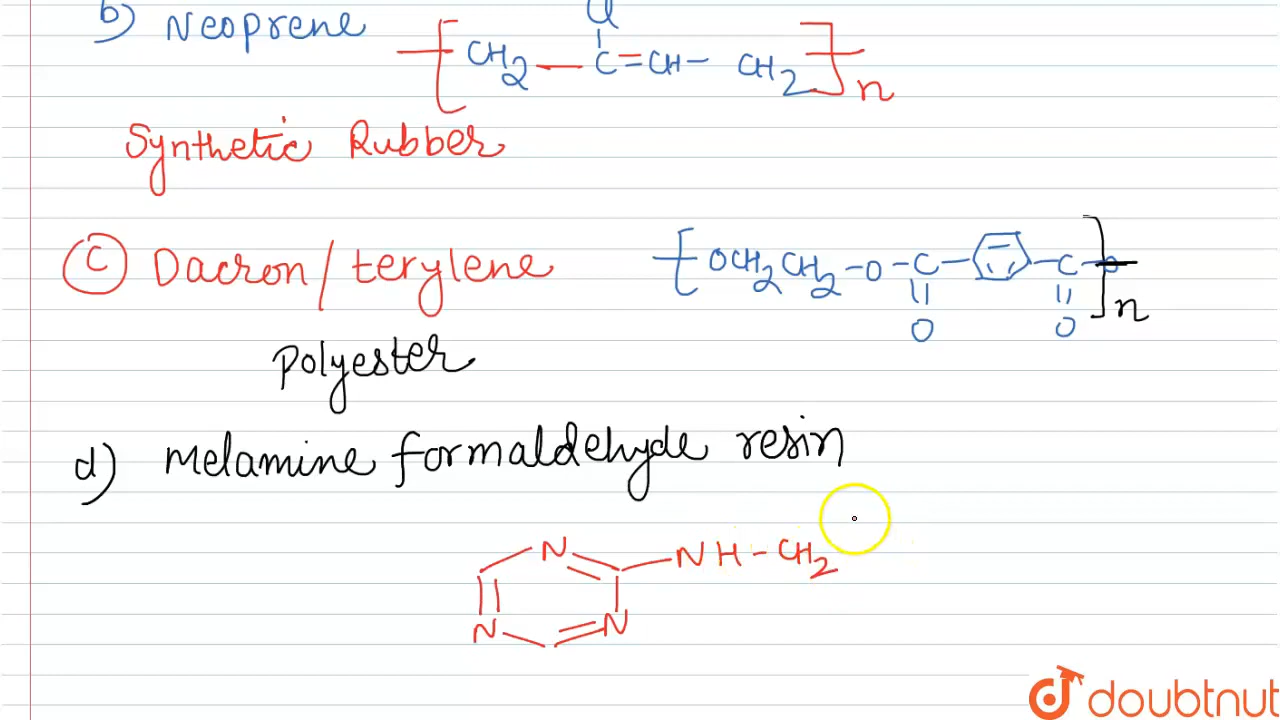 b) Neoprene
Cl
[CH2 — C = CH — CH2]n
Synthetic Rubber
(c) Dacron / terylene
[OCH2CH2 - O - C - C - O]n
O O
Polyester
d) Melamine formaldehyde resin
N
NH - CH2
N N
doubtnut